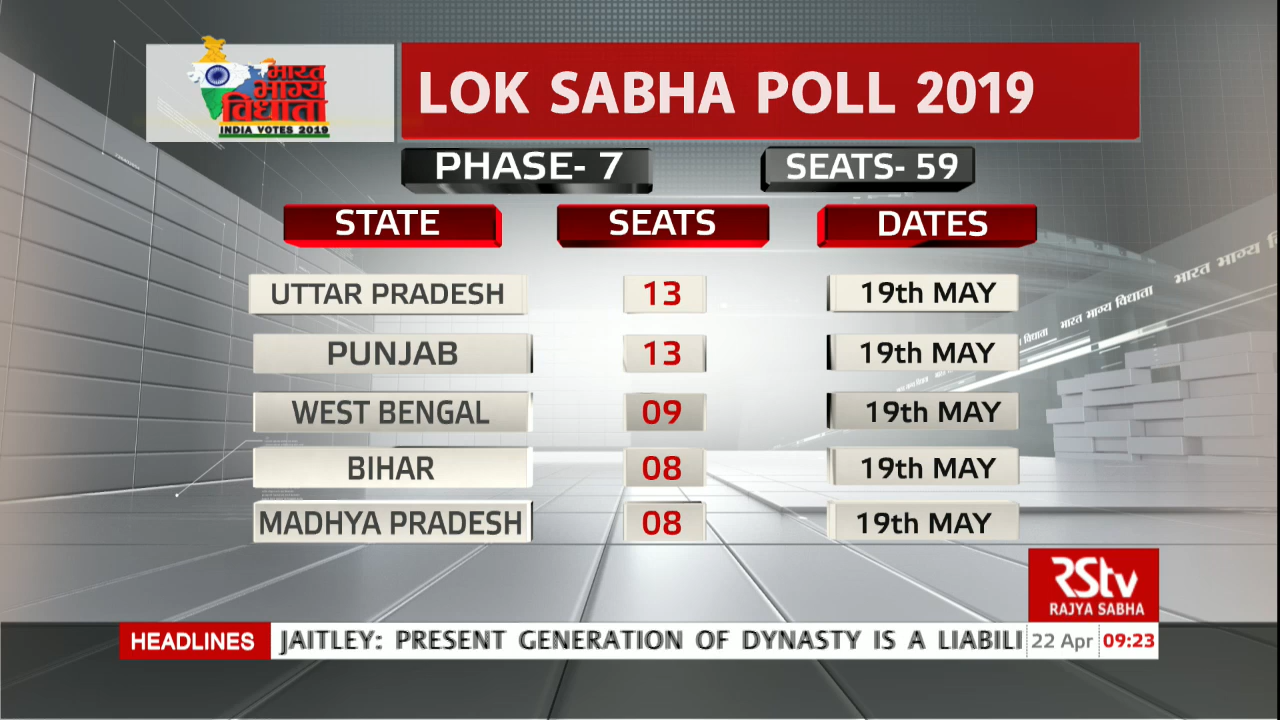 भारत
भाग्य
विधाता
INDIA VOTES 2019
LOK SABHA POLL 2019
PHASE- 7
SEATS- 59
STATE SEATS DATES
UTTAR PRADESH 13 19th MAY
PUNJAB 13 19th MAY
WEST BENGAL 09 19th MAY
BIHAR 08 19th MAY
MADHYA PRADESH 08 19th MAY
भारत भाग्य
विधाता भारत भाग्य विधाता
RSTV
RAJYA SABHA
HEADLINES JAITLEY: PRESENT GENERATION OF DYNASTY IS A LIABILI 22 Apr 09:23